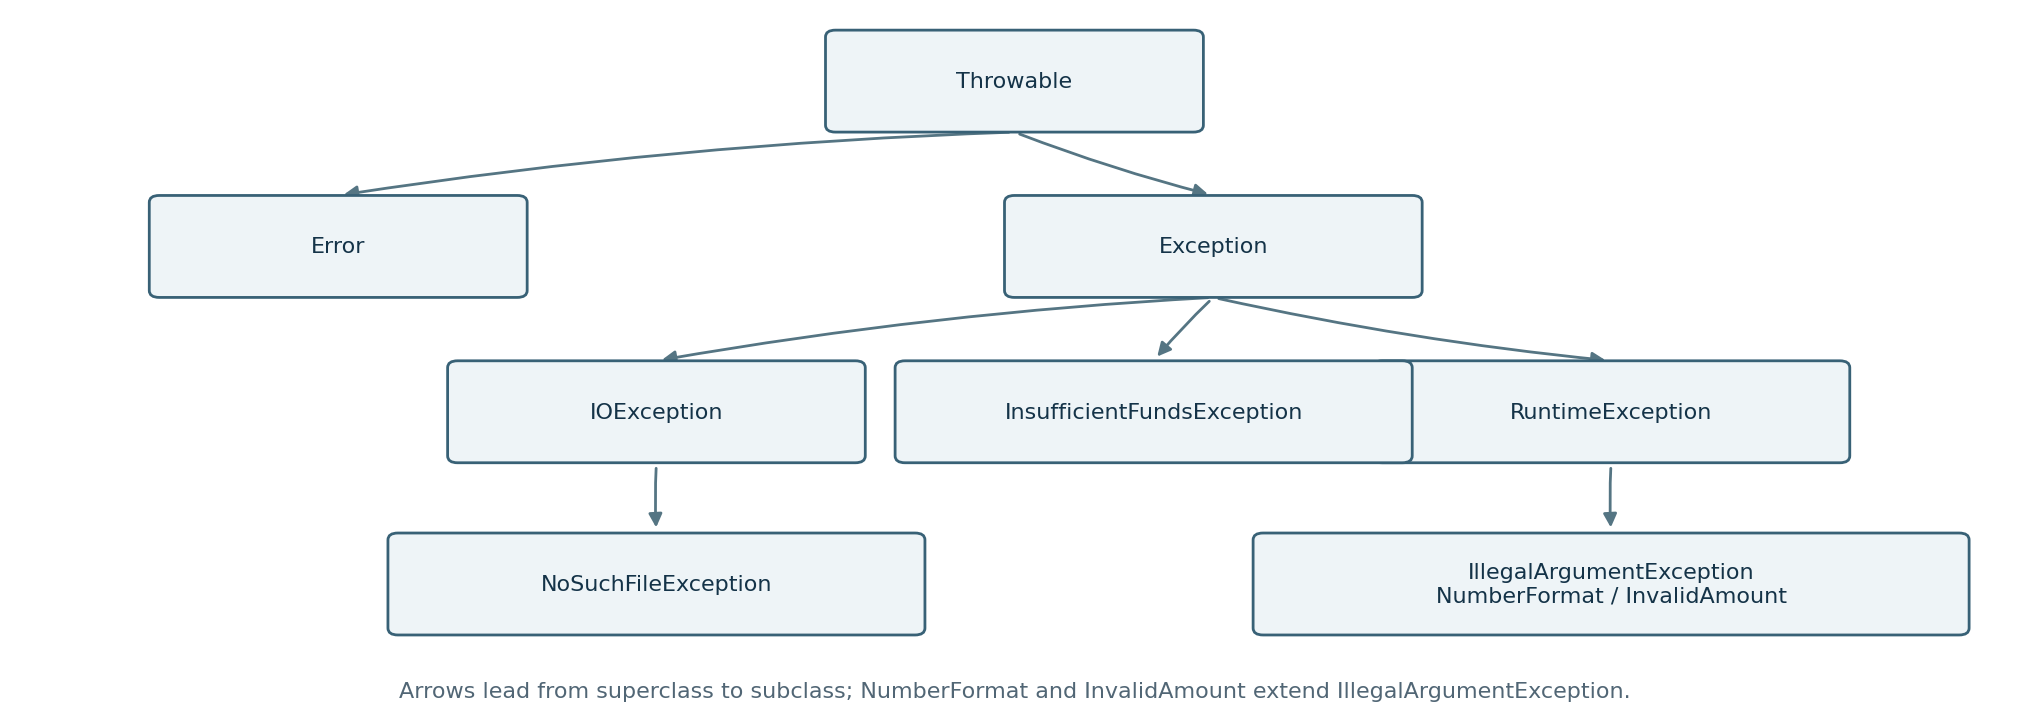 Throwable
Error
Exception
IOException
InsufficientFundsException
RuntimeException
NoSuchFileException
IllegalArgumentException
NumberFormat / InvalidAmount
Arrows lead from superclass to subclass; NumberFormat and InvalidAmount extend IllegalArgumentException.